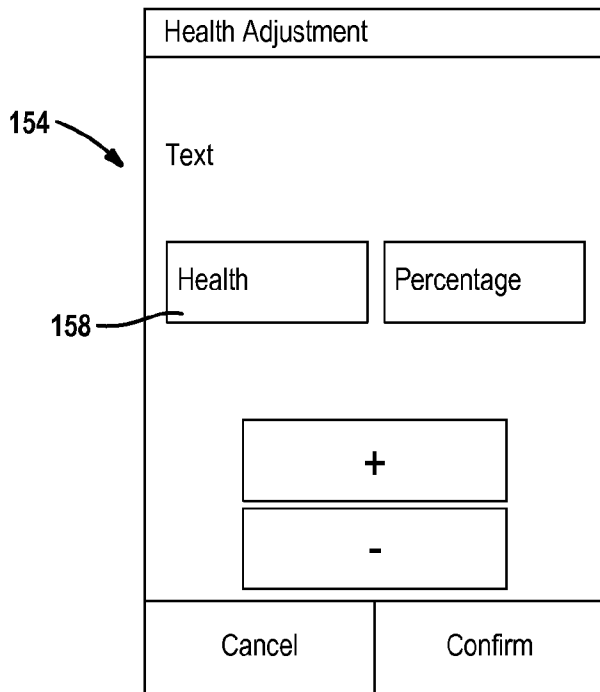 Health Adjustment
154
Text
Health Percentage
158
+
-
Cancel Confirm